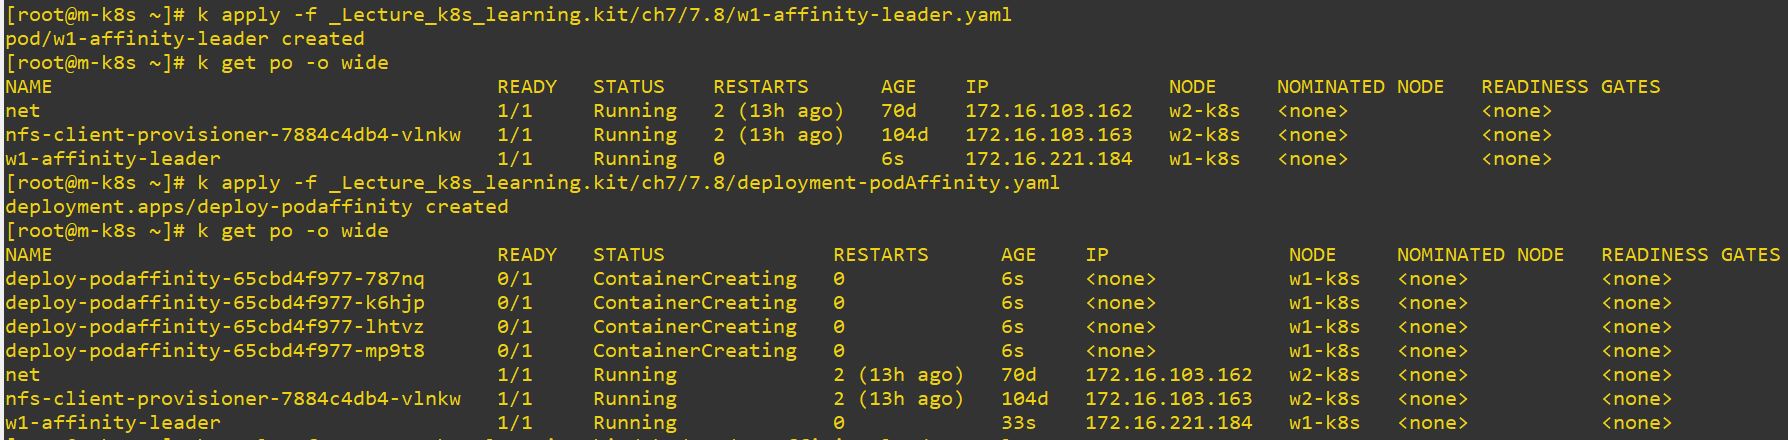 [root@m-k8s ~]# k apply -f _Lecture_k8s_learning.kit/ch7/7.8/w1-affinity-leader.yaml
pod/w1-affinity-leader created
[root@m-k8s ~]# k get po -o wide
NAME READY STATUS RESTARTS AGE IP NODE NOMINATED NODE READINESS GATES
net 1/1 Running 2 (13h ago) 70d 172.16.103.162 w2-k8s <none> <none>
nfs-client-provisioner-7884c4db4-vlnkw 1/1 Running 2 (13h ago) 104d 172.16.103.163 w2-k8s <none> <none>
w1-affinity-leader 1/1 Running 0 6s 172.16.221.184 w1-k8s <none> <none>
[root@m-k8s ~]# k apply -f _Lecture_k8s_learning.kit/ch7/7.8/deployment-podAffinity.yaml
deployment.apps/deploy-podaffinity created
[root@m-k8s ~]# k get po -o wide
NAME READY STATUS RESTARTS AGE IP NODE NOMINATED NODE READINESS GATES
deploy-podaffinity-65cbd4f977-787nq 0/1 ContainerCreating 0 6s <none> w1-k8s <none> <none>
deploy-podaffinity-65cbd4f977-k6hjp 0/1 ContainerCreating 0 6s <none> w1-k8s <none> <none>
deploy-podaffinity-65cbd4f977-lhtvz 0/1 ContainerCreating 0 6s <none> w1-k8s <none> <none>
deploy-podaffinity-65cbd4f977-mp9t8 0/1 ContainerCreating 0 6s <none> w1-k8s <none> <none>
net 1/1 Running 2 (13h ago) 70d 172.16.103.162 w2-k8s <none> <none>
nfs-client-provisioner-7884c4db4-vlnkw 1/1 Running 2 (13h ago) 104d 172.16.103.163 w2-k8s <none> <none>
w1-affinity-leader 1/1 Running 0 33s 172.16.221.184 w1-k8s <none> <none>